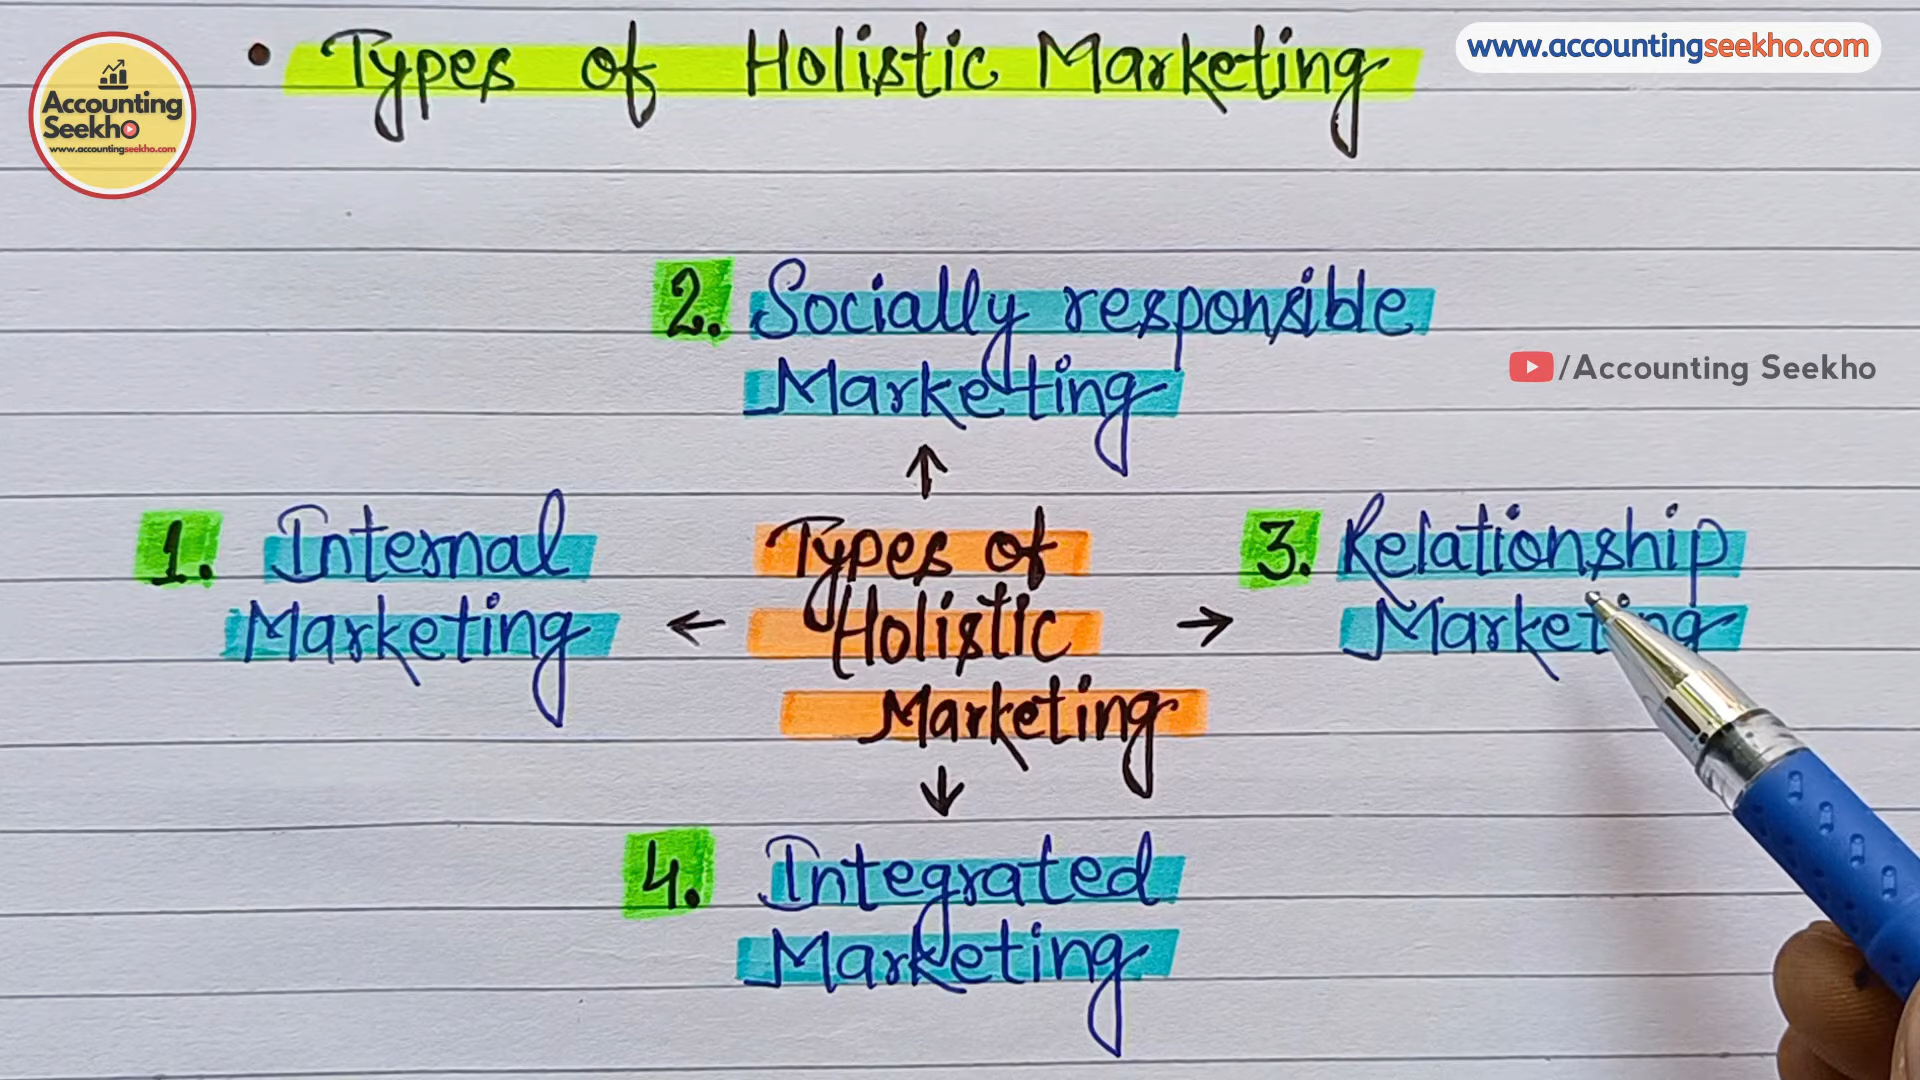 • Types of Holistic Marketing
www.accountingseekho.com
Accounting
Seekho
www.accountingseekho.com
2. Socially responsible
Marketing
/Accounting Seekho
1. Internal
Marketing
Types of
Holistic
Marketing
3. Relationship
Marketing
4. Integrated
Marketing